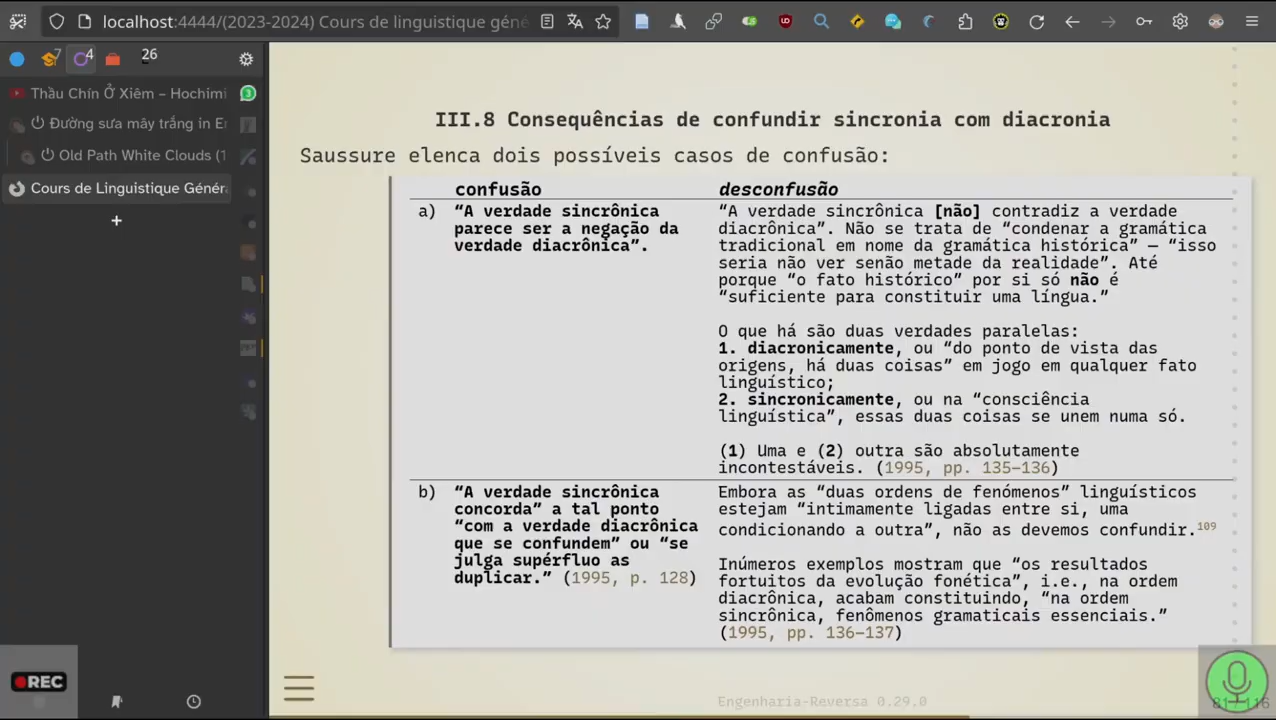 localhost:4444/(2023-2024) Cours de linguistique géné
7
4
26
Thầu Chín Ở Xiêm – Hochimi
3
Đường sưa mây trắng in En
Old Path White Clouds (1
Cours de Linguistique Génér
+
III.8 Consequências de confundir sincronia com diacronia
Saussure elenca dois possíveis casos de confusão:
confusão
desconfusão
a)
“A verdade sincrônica
parece ser a negação da
verdade diacrônica”.
“A verdade sincrônica [não] contradiz a verdade
diacrônica”. Não se trata de “condenar a gramática
tradicional em nome da gramática histórica” — “isso
seria não ver senão metade da realidade”. Até
porque “o fato histórico” por si só não é
“suficiente para constituir uma língua.”
O que há são duas verdades paralelas:
1. diacronicamente, ou “do ponto de vista das
origens, há duas coisas” em jogo em qualquer fato
linguístico;
2. sincronicamente, ou na “consciência
linguística”, essas duas coisas se unem numa só.
(1) Uma e (2) outra são absolutamente
incontestáveis. (1995, pp. 135–136)
b)
“A verdade sincrônica
concorda” a tal ponto
“com a verdade diacrônica
que se confundem” ou “se
julga supérfluo as
duplicar.” (1995, p. 128)
Embora as “duas ordens de fenómenos” linguísticos
estejam “intimamente ligadas entre si, uma
condicionando a outra”, não as devemos confundir.109
Inúmeros exemplos mostram que “os resultados
fortuitos da evolução fonética”, i.e., na ordem
diacrônica, acabam constituindo, “na ordem
sincrônica, fenômenos gramaticais essenciais.”
(1995, pp. 136–137)
REC
Engenharia-Reversa 0.29.0
81 / 116